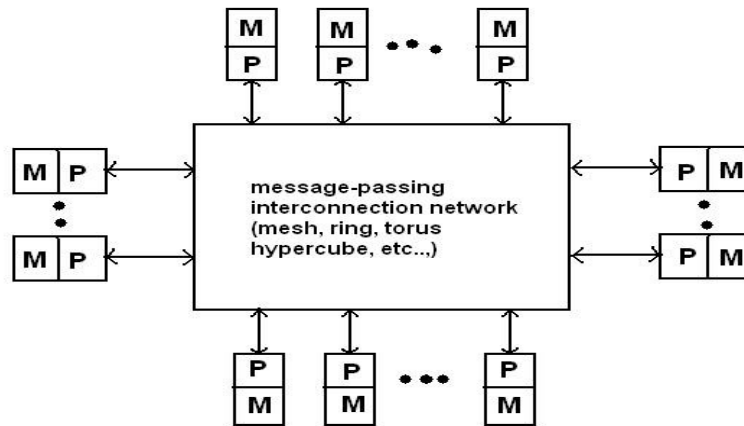 M M M
P P P
M P
P M
message-passing
interconnection network
(mesh, ring, torus
hypercube, etc..,)
M P
P M
P P P
M M M